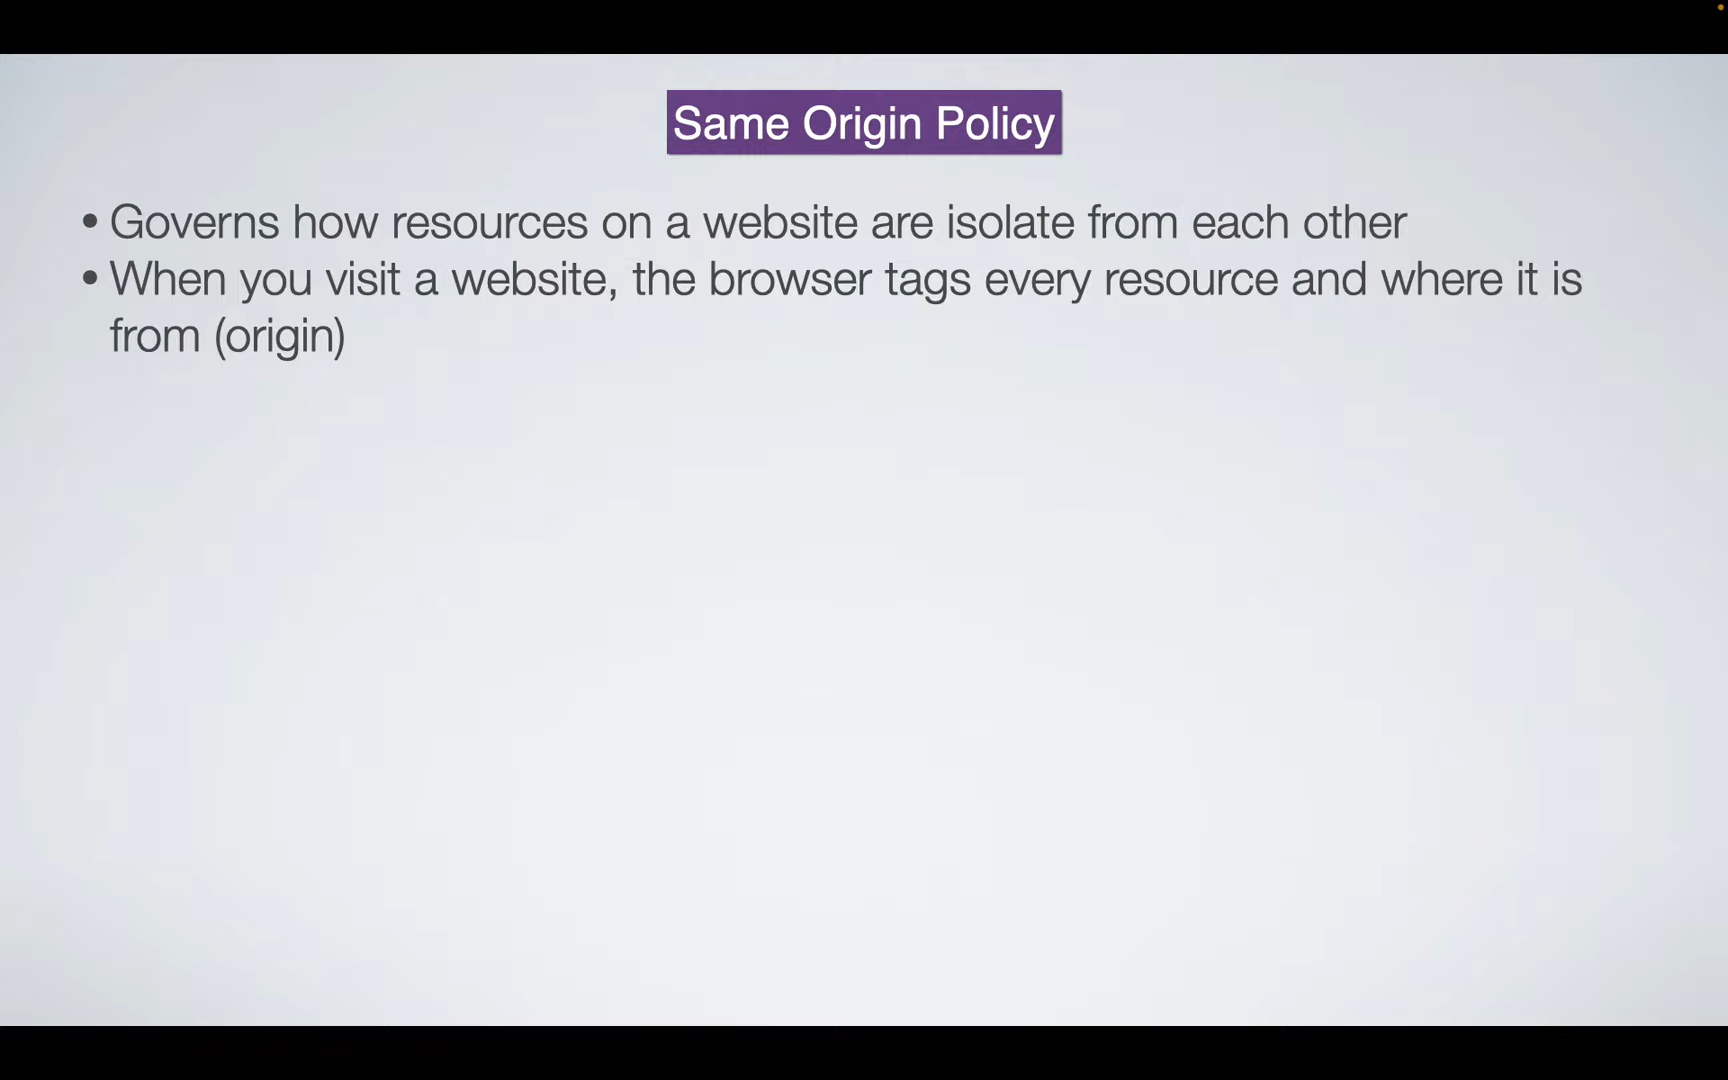 Same Origin Policy
• Governs how resources on a website are isolate from each other
• When you visit a website, the browser tags every resource and where it is
from (origin)